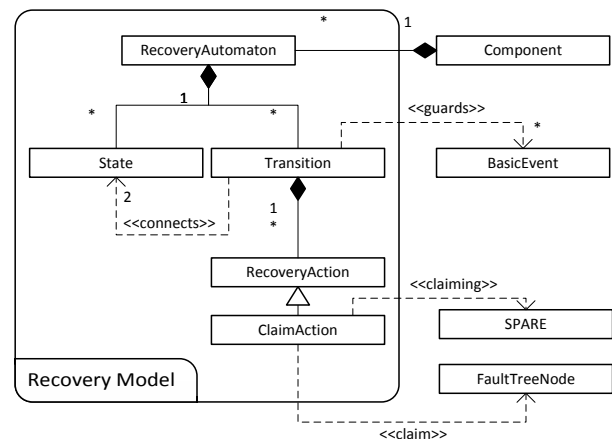 *
1
RecoveryAutomaton
Component
1
*
*
<<guards>>
*
State
Transition
BasicEvent
2
1
<<connects>>
*
RecoveryAction
<<claiming>>
ClaimAction
SPARE
Recovery Model
FaultTreeNode
<<claim>>